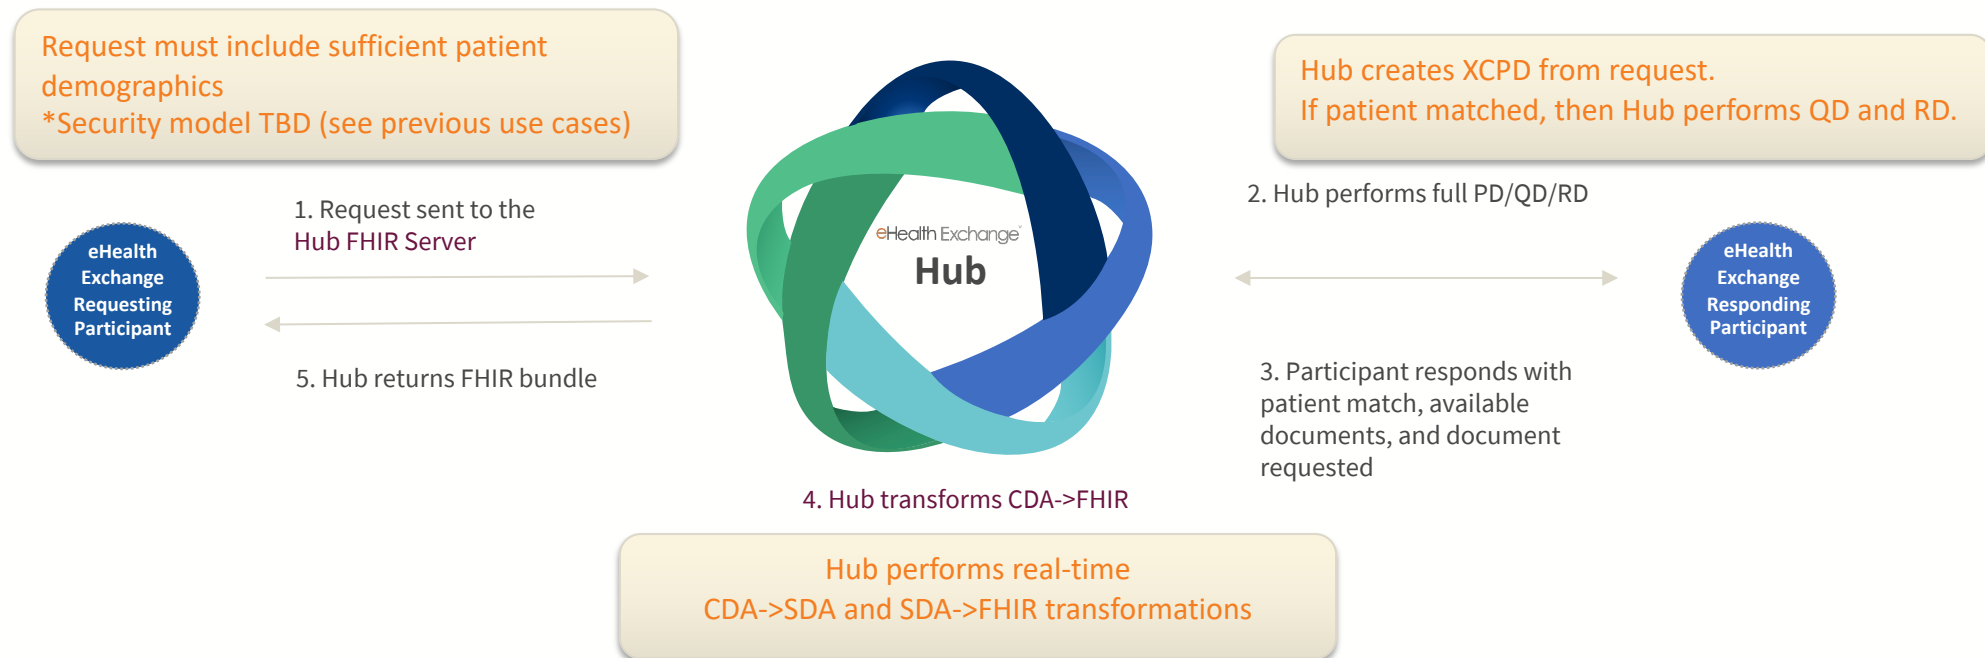 Request must include sufficient patient
demographics
*Security model TBD (see previous use cases)
Hub creates XCPD from request.
If patient matched, then Hub performs QD and RD.
1. Request sent to the
Hub FHIR Server
2. Hub performs full PD/QD/RD
eHealth Exchange
Hub
eHealth
Exchange
Requesting
Participant
eHealth
Exchange
Responding
Participant
5. Hub returns FHIR bundle
3. Participant responds with
patient match, available
documents, and document
requested
4. Hub transforms CDA->FHIR
Hub performs real-time
CDA->SDA and SDA->FHIR transformations